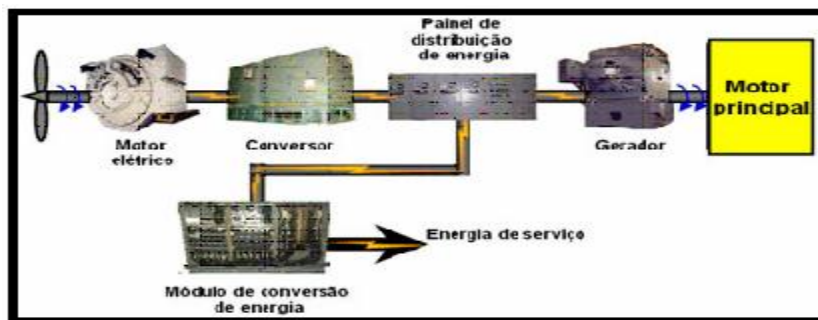 Painel de
distribuição
de energia
Motor
principal
Motor
elétrico
Conversor
Gerador
Energia de serviço
Módulo de conversão
de energia